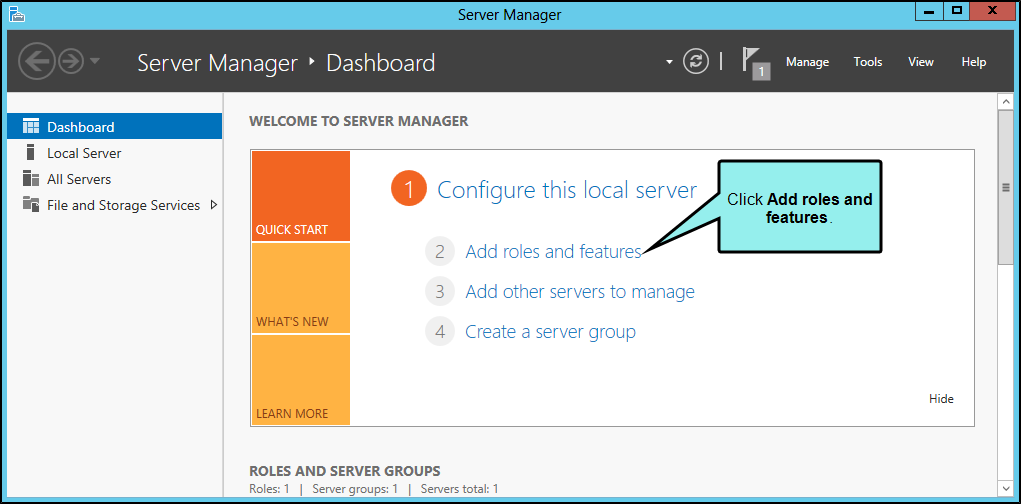 Server Manager
Server Manager ‣ Dashboard
1
Manage
Tools
View
Help
Dashboard
Local Server
All Servers
File and Storage Services
WELCOME TO SERVER MANAGER
QUICK START
WHAT'S NEW
LEARN MORE
1 Configure this local server
2 Add roles and features
3 Add other servers to manage
4 Create a server group
Click Add roles and
features.
Hide
ROLES AND SERVER GROUPS
Roles: 1 | Server groups: 1 | Servers total: 1